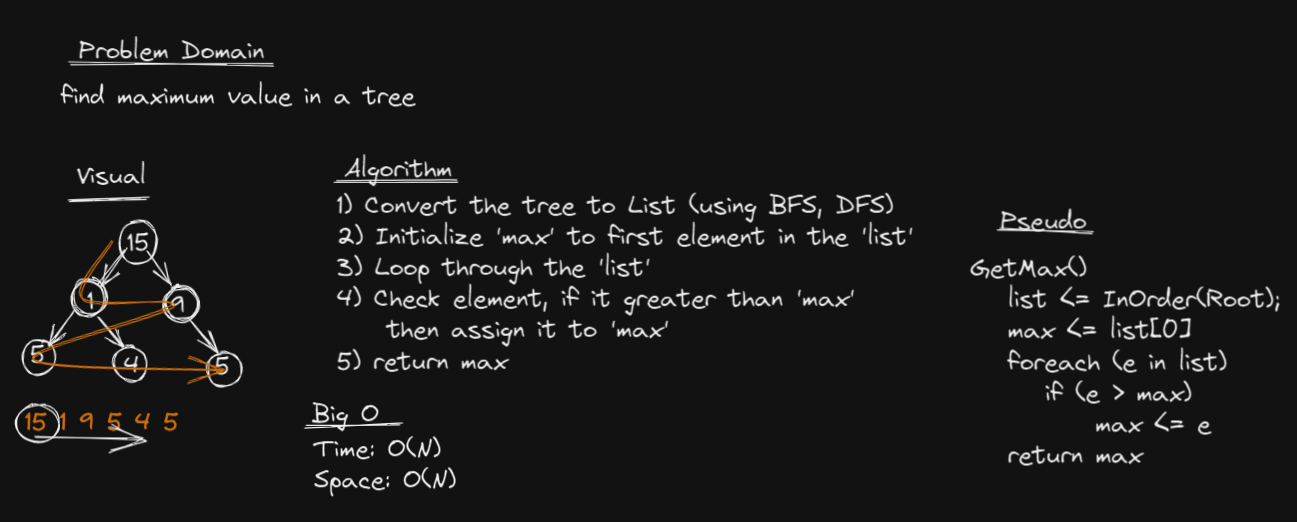 Problem Domain
find maximum value in a tree
Visual
15
1 9
5 4 5
15 1 9 5 4 5
Algorithm
1) Convert the tree to List (using BFS, DFS)
2) Initialize 'max' to first element in the 'list'
3) Loop through the 'list'
4) Check element, if it greater than 'max'
then assign it to 'max'
5) return max
Big O
Time: O(N)
Space: O(N)
Pseudo
GetMax()
list <= InOrder(Root);
max <= list[0]
foreach (e in list)
if (e > max)
max <= e
return max